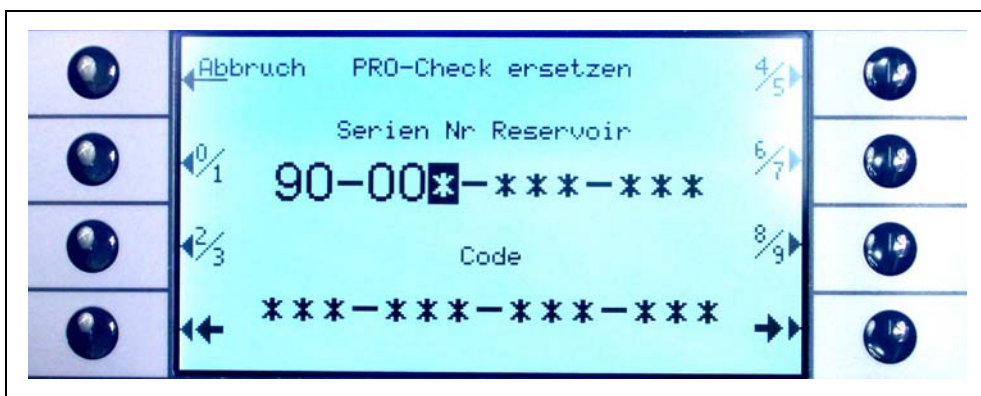 Abbruch PRO-Check ersetzen 4/5
Serien Nr Reservoir
0/1 90-00*-***-*** 6/7
2/3 Code 8/9
***-***-***-***